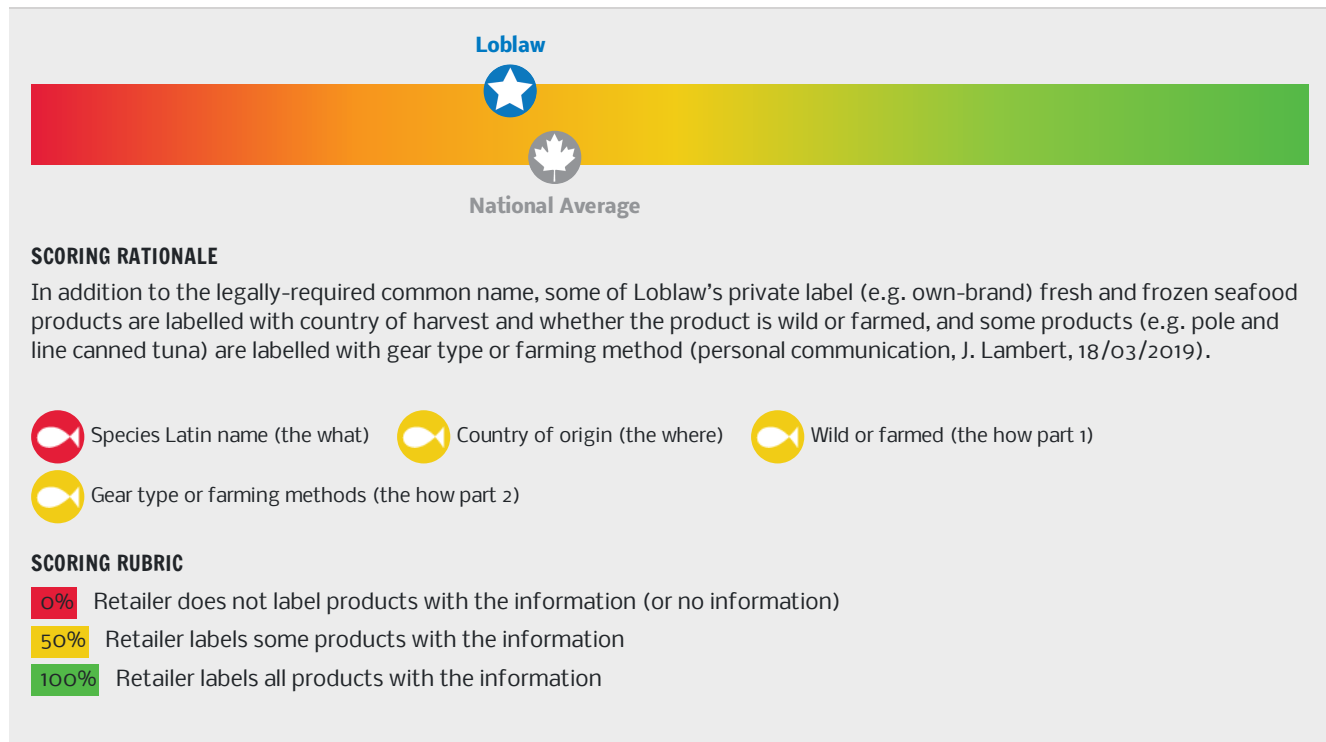 Loblaw
National Average
SCORING RATIONALE
In addition to the legally-required common name, some of Loblaw's private label (e.g. own-brand) fresh and frozen seafood
products are labelled with country of harvest and whether the product is wild or farmed, and some products (e.g. pole and
line canned tuna) are labelled with gear type or farming method (personal communication, J. Lambert, 18/03/2019).
Species Latin name (the what) Country of origin (the where) Wild or farmed (the how part 1)
Gear type or farming methods (the how part 2)
SCORING RUBRIC
0% Retailer does not label products with the information (or no information)
50% Retailer labels some products with the information
100% Retailer labels all products with the information